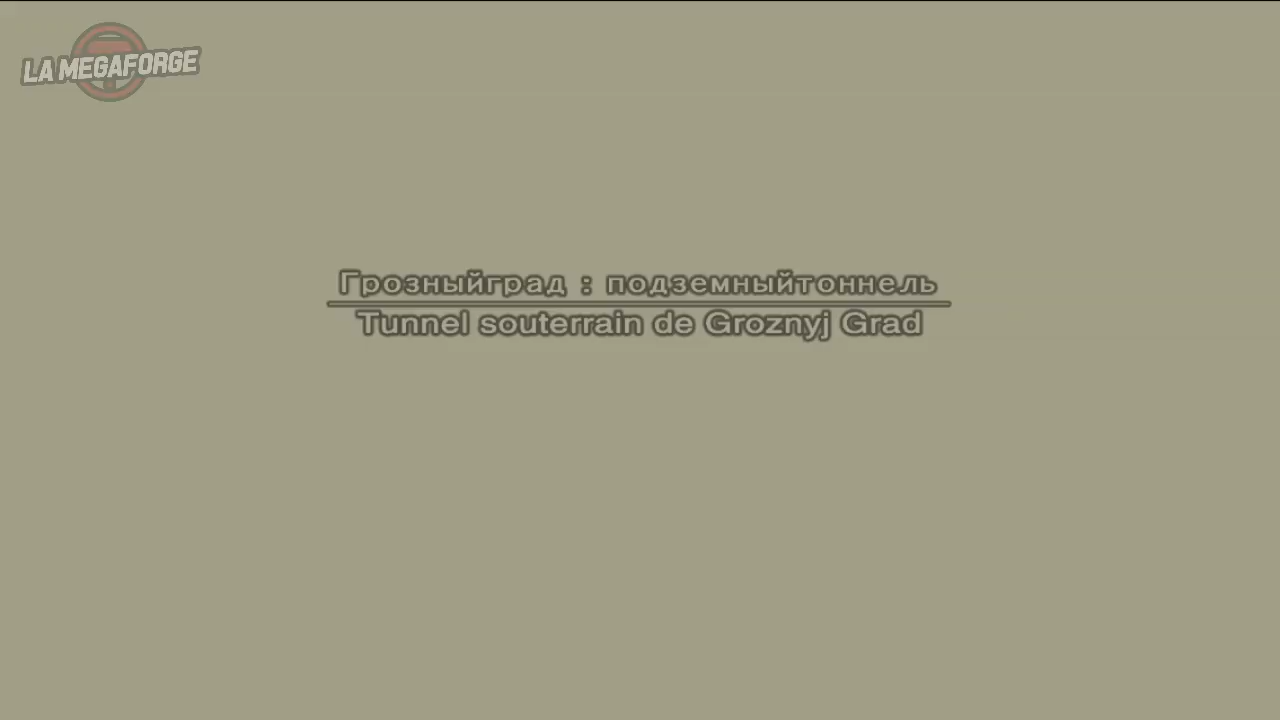 LA MEGAFORGE
Грозныйград : подземныйтоннель
Tunnel souterrain de Groznyj Grad